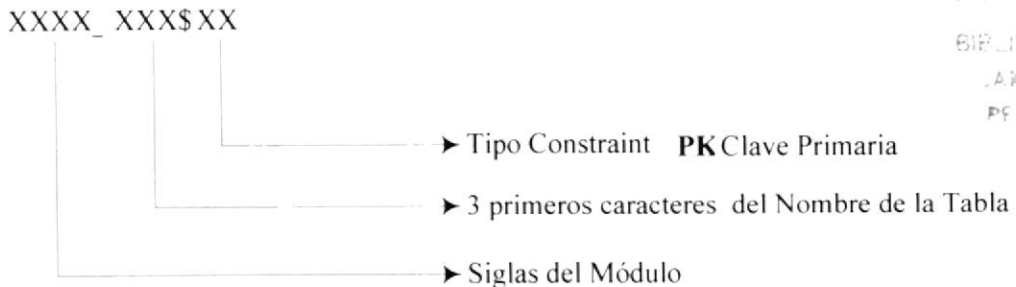 XXXX_ XXX$XX
Tipo Constraint PK Clave Primaria
3 primeros caracteres del Nombre de la Tabla
Siglas del Módulo